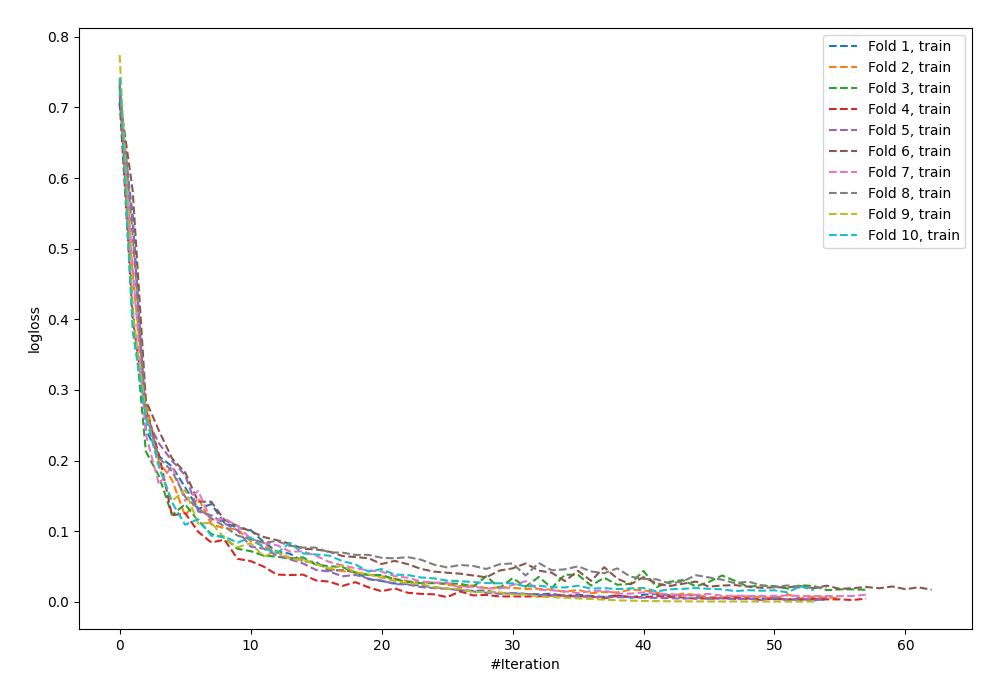 0.8
0.7
0.6
0.5
0.4
0.3
0.2
0.1
0.0
logloss
0 10 20 30 40 50 60
#Iteration
Fold 1, train
Fold 2, train
Fold 3, train
Fold 4, train
Fold 5, train
Fold 6, train
Fold 7, train
Fold 8, train
Fold 9, train
Fold 10, train